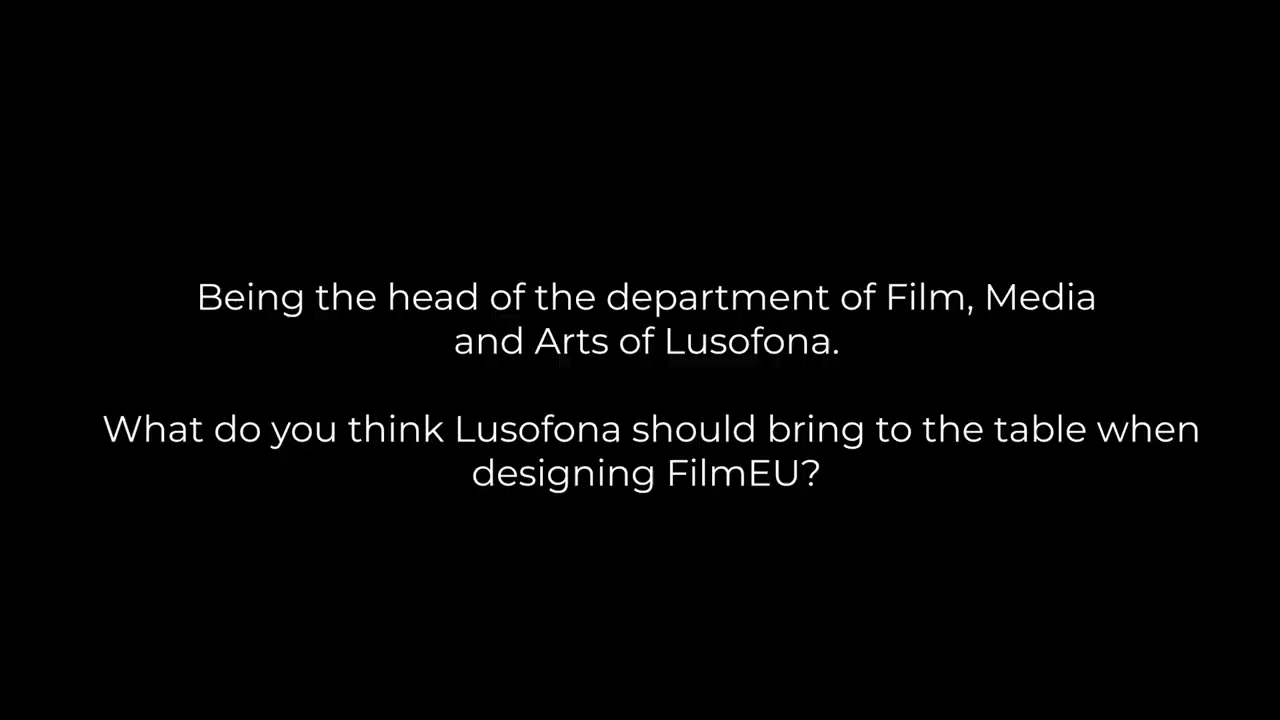 Being the head of the department of Film, Media
and Arts of Lusofona.
What do you think Lusofona should bring to the table when
designing FilmEU?